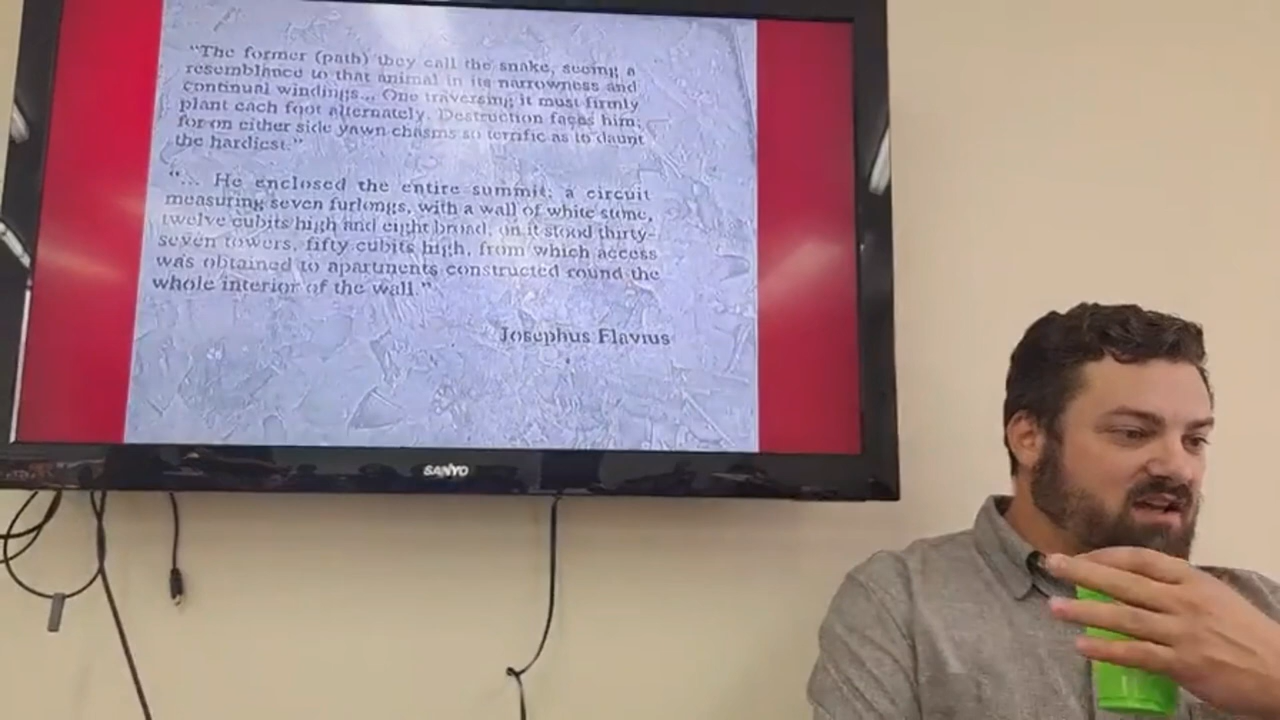 "The former (path) they call the snake, seeing a
resemblance to that animal in its narrowness and
continual windings... One traversing it must firmly
plant each foot alternately. Destruction faces him;
for on either side yawn chasms so terrific as to daunt
the hardiest."
"... He enclosed the entire summit; a circuit
measuring seven furlongs, with a wall of white stone,
twelve cubits high and eight broad; on it stood thirty-
seven towers, fifty cubits high, from which access
was obtained to apartments constructed round the
whole interior of the wall."
Josephus Flavius
SANYO